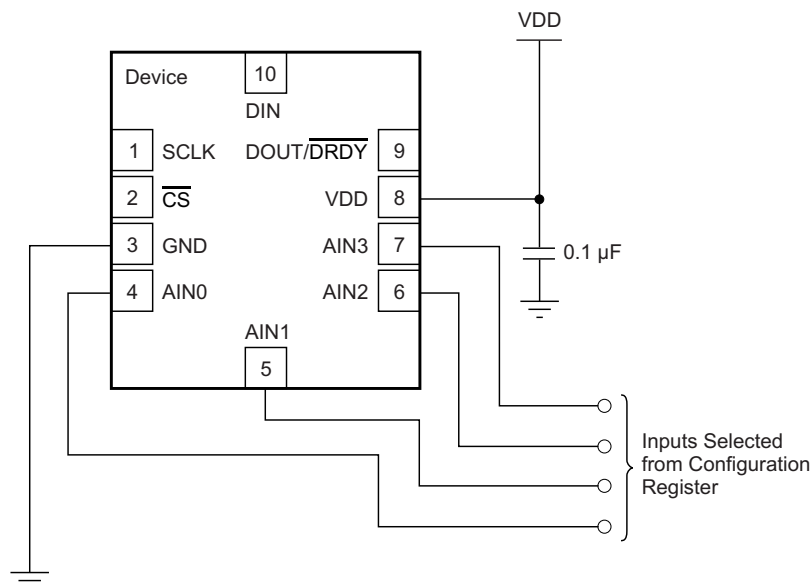 VDD
Device
10
DIN
1 SCLK
DOUT/DRDY 9
2 CS
VDD 8
3 GND
AIN3 7
0.1 µF
4 AIN0
AIN2 6
AIN1
5
Inputs Selected
from Configuration
Register